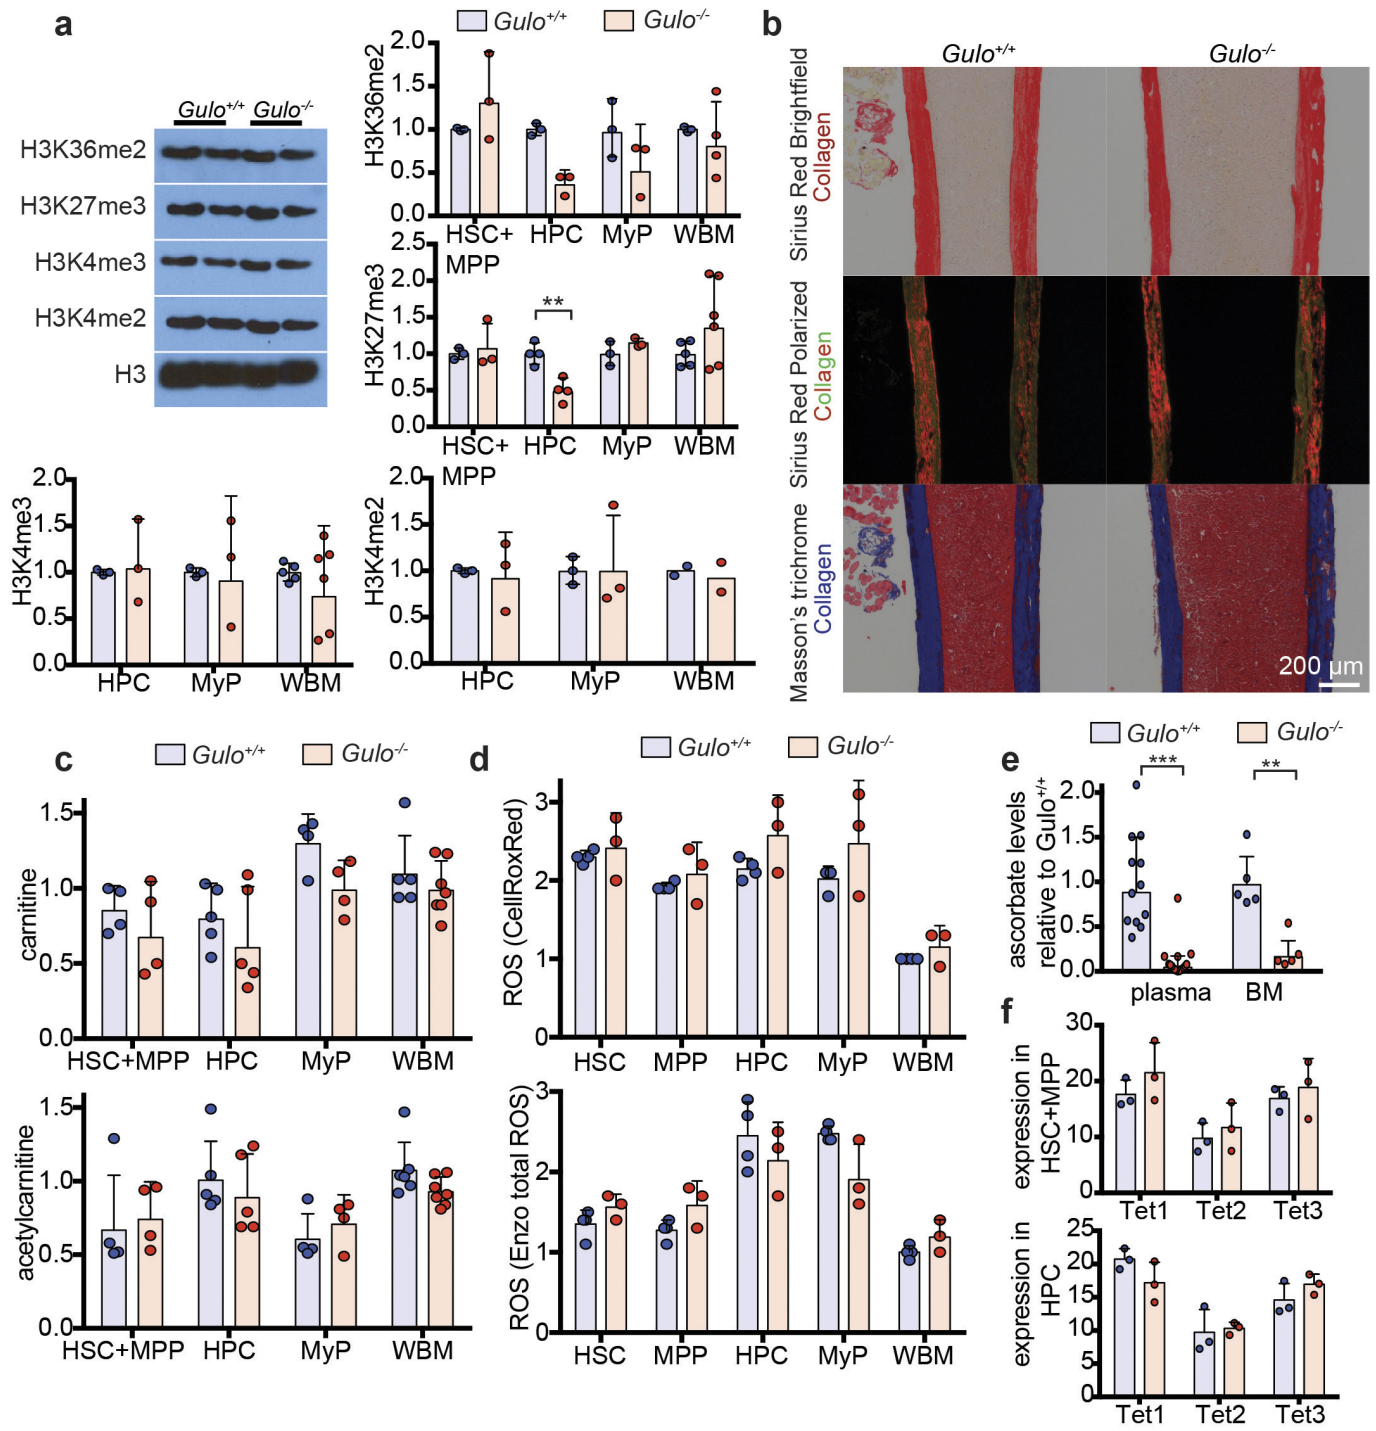 a
Gulo+/+
Gulo-/-
Gulo+/+ Gulo-/-
H3K36me2
H3K27me3
H3K4me3
H3K4me2
H3
H3K36me2
2.0
1.5
1.0
0.5
0.0
HSC+
MPP
HPC
MyP
WBM
H3K27me3
2.5
2.0
1.5
1.0
0.5
0.0
**
HSC+
MPP
HPC
MyP
WBM
H3K4me3
2.0
1.5
1.0
0.5
0.0
HPC
MyP
WBM
H3K4me2
2.0
1.5
1.0
0.5
0.0
HPC
MyP
WBM
b
Gulo+/+
Gulo-/-
Sirius Red Brightfield
Collagen
Sirius Red Polarized
Collagen
Masson's trichrome
Collagen
200 µm
c
Gulo+/+
Gulo-/-
carnitine
1.5
1.0
0.5
0.0
HSC+MPP
HPC
MyP
WBM
acetylcarnitine
1.5
1.0
0.5
0.0
HSC+MPP
HPC
MyP
WBM
d
Gulo+/+
Gulo-/-
ROS (CellRoxRed)
3
2
1
0
HSC
MPP
HPC
MyP
WBM
ROS (Enzo total ROS)
3
2
1
0
HSC
MPP
HPC
MyP
WBM
e
Gulo+/+
Gulo-/-
ascorbate levels
relative to Gulo+/+
2.0
1.5
1.0
0.5
0.0
***
**
plasma
BM
f
expression in
HSC+MPP
30
20
10
0
Tet1
Tet2
Tet3
expression in
HPC
25
20
15
10
5
0
Tet1
Tet2
Tet3